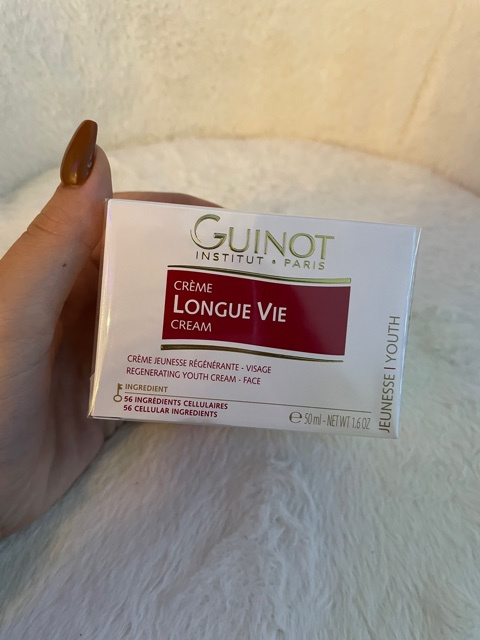 GUINOT
INSTITUT • PARIS
CRÈME
LONGUE VIE
CREAM
CRÈME JEUNESSE RÉGÉNÉRANTE - VISAGE
REGENERATING YOUTH CREAM - FACE
INGREDIENT
56 INGRÉDIENTS CELLULAIRES
56 CELLULAR INGREDIENTS
℮ 50 ml - NET WT 1.6 OZ
JEUNESSE | YOUTH